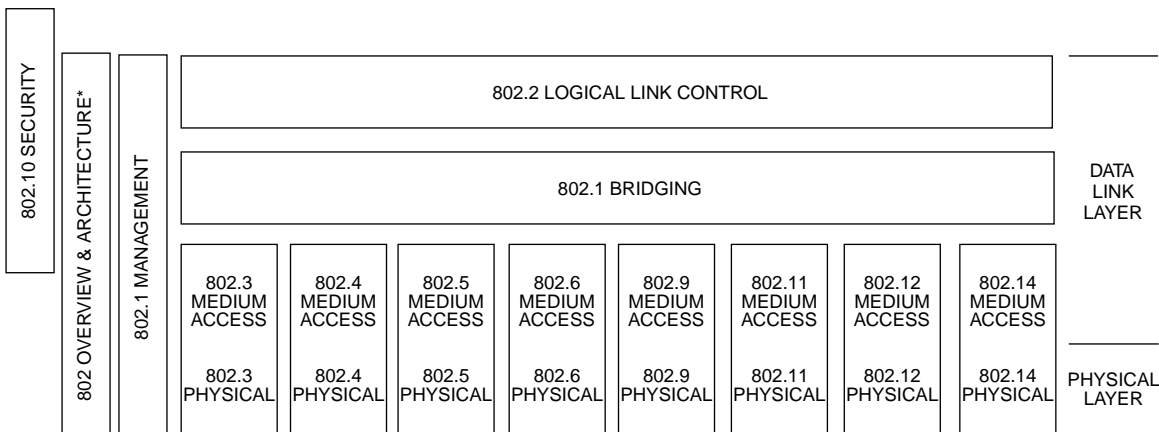 802.10 SECURITY
802 OVERVIEW & ARCHITECTURE*
802.1 MANAGEMENT
802.2 LOGICAL LINK CONTROL
802.1 BRIDGING
DATA
LINK
LAYER
802.3
MEDIUM
ACCESS
802.4
MEDIUM
ACCESS
802.5
MEDIUM
ACCESS
802.6
MEDIUM
ACCESS
802.9
MEDIUM
ACCESS
802.11
MEDIUM
ACCESS
802.12
MEDIUM
ACCESS
802.14
MEDIUM
ACCESS
802.3
PHYSICAL
802.4
PHYSICAL
802.5
PHYSICAL
802.6
PHYSICAL
802.9
PHYSICAL
802.11
PHYSICAL
802.12
PHYSICAL
802.14
PHYSICAL
PHYSICAL
LAYER